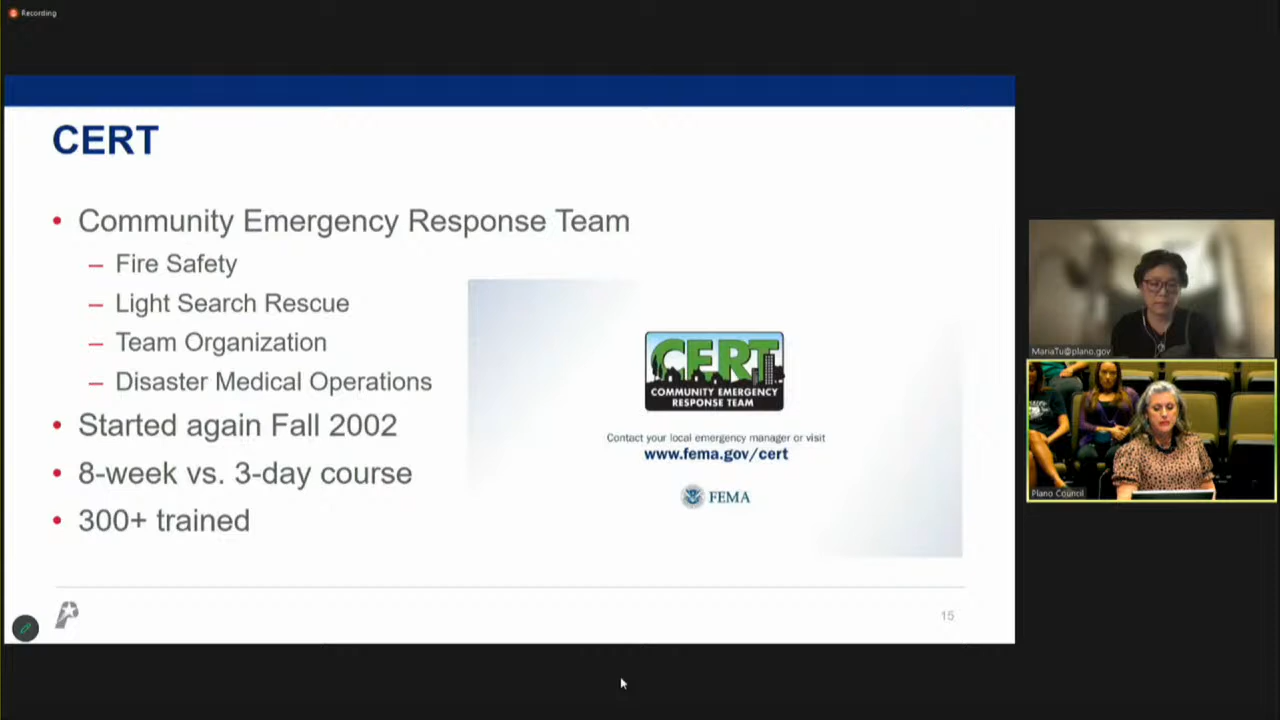 Recording
CERT
• Community Emergency Response Team
– Fire Safety
– Light Search Rescue
– Team Organization
– Disaster Medical Operations
• Started again Fall 2002
• 8-week vs. 3-day course
• 300+ trained
CERT
COMMUNITY EMERGENCY
RESPONSE TEAM
Contact your local emergency manager or visit
www.fema.gov/cert
FEMA
15
MariaTu@plano.gov
Plano Council